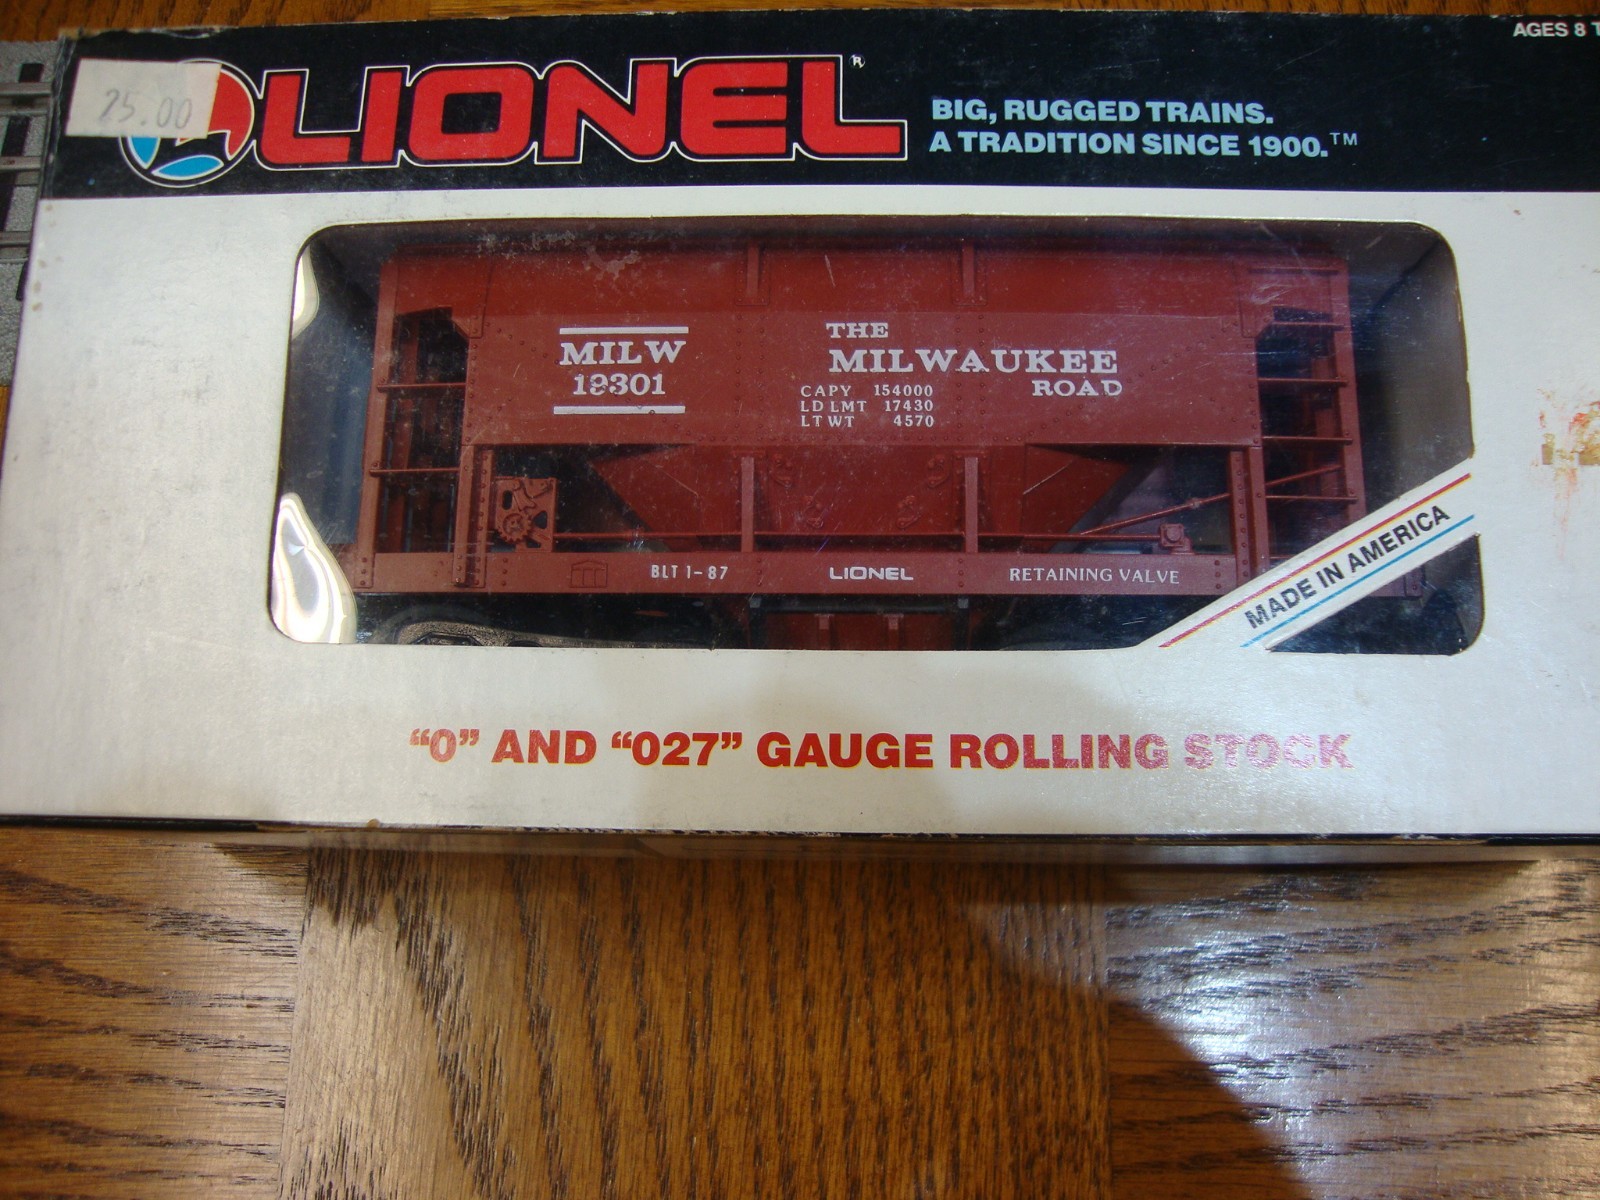 25.00
LIONEL®
BIG, RUGGED TRAINS.
A TRADITION SINCE 1900.™
AGES 8 T
MILW
19301
THE
MILWAUKEE
ROAD
CAPY 154000
LD LMT 17430
LT WT 4570
BLT 1-87
LIONEL
RETAINING VALVE
MADE IN AMERICA
"0" AND "027" GAUGE ROLLING STOCK